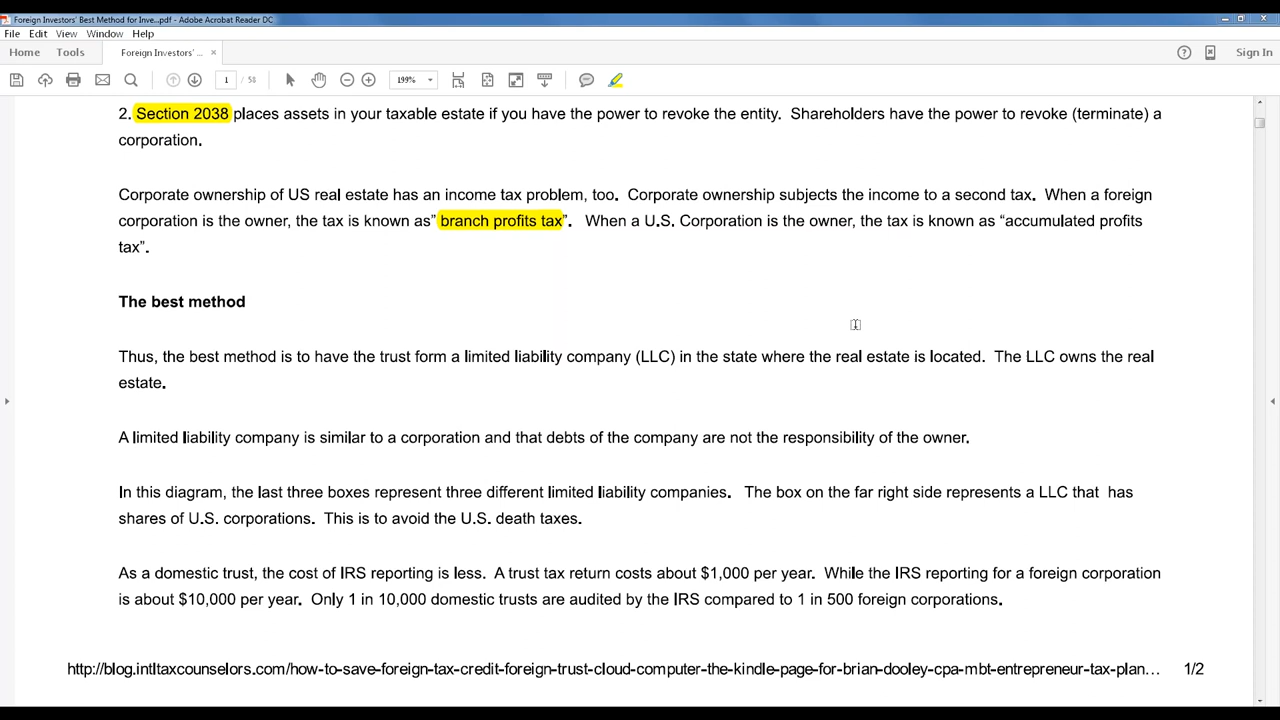 Foreign Investors' Best Method for Inve...pdf - Adobe Acrobat Reader DC
File Edit View Window Help
Home Tools Foreign Investors' ... × Sign In
1 / 58 199%
2. Section 2038 places assets in your taxable estate if you have the power to revoke the entity. Shareholders have the power to revoke (terminate) a
corporation.
Corporate ownership of US real estate has an income tax problem, too. Corporate ownership subjects the income to a second tax. When a foreign
corporation is the owner, the tax is known as” branch profits tax”. When a U.S. Corporation is the owner, the tax is known as “accumulated profits
tax”.
The best method
Thus, the best method is to have the trust form a limited liability company (LLC) in the state where the real estate is located. The LLC owns the real
estate.
A limited liability company is similar to a corporation and that debts of the company are not the responsibility of the owner.
In this diagram, the last three boxes represent three different limited liability companies. The box on the far right side represents a LLC that has
shares of U.S. corporations. This is to avoid the U.S. death taxes.
As a domestic trust, the cost of IRS reporting is less. A trust tax return costs about $1,000 per year. While the IRS reporting for a foreign corporation
is about $10,000 per year. Only 1 in 10,000 domestic trusts are audited by the IRS compared to 1 in 500 foreign corporations.
http://blog.intltaxcounselors.com/how-to-save-foreign-tax-credit-foreign-trust-cloud-computer-the-kindle-page-for-brian-dooley-cpa-mbt-entrepreneur-tax-plan… 1/2